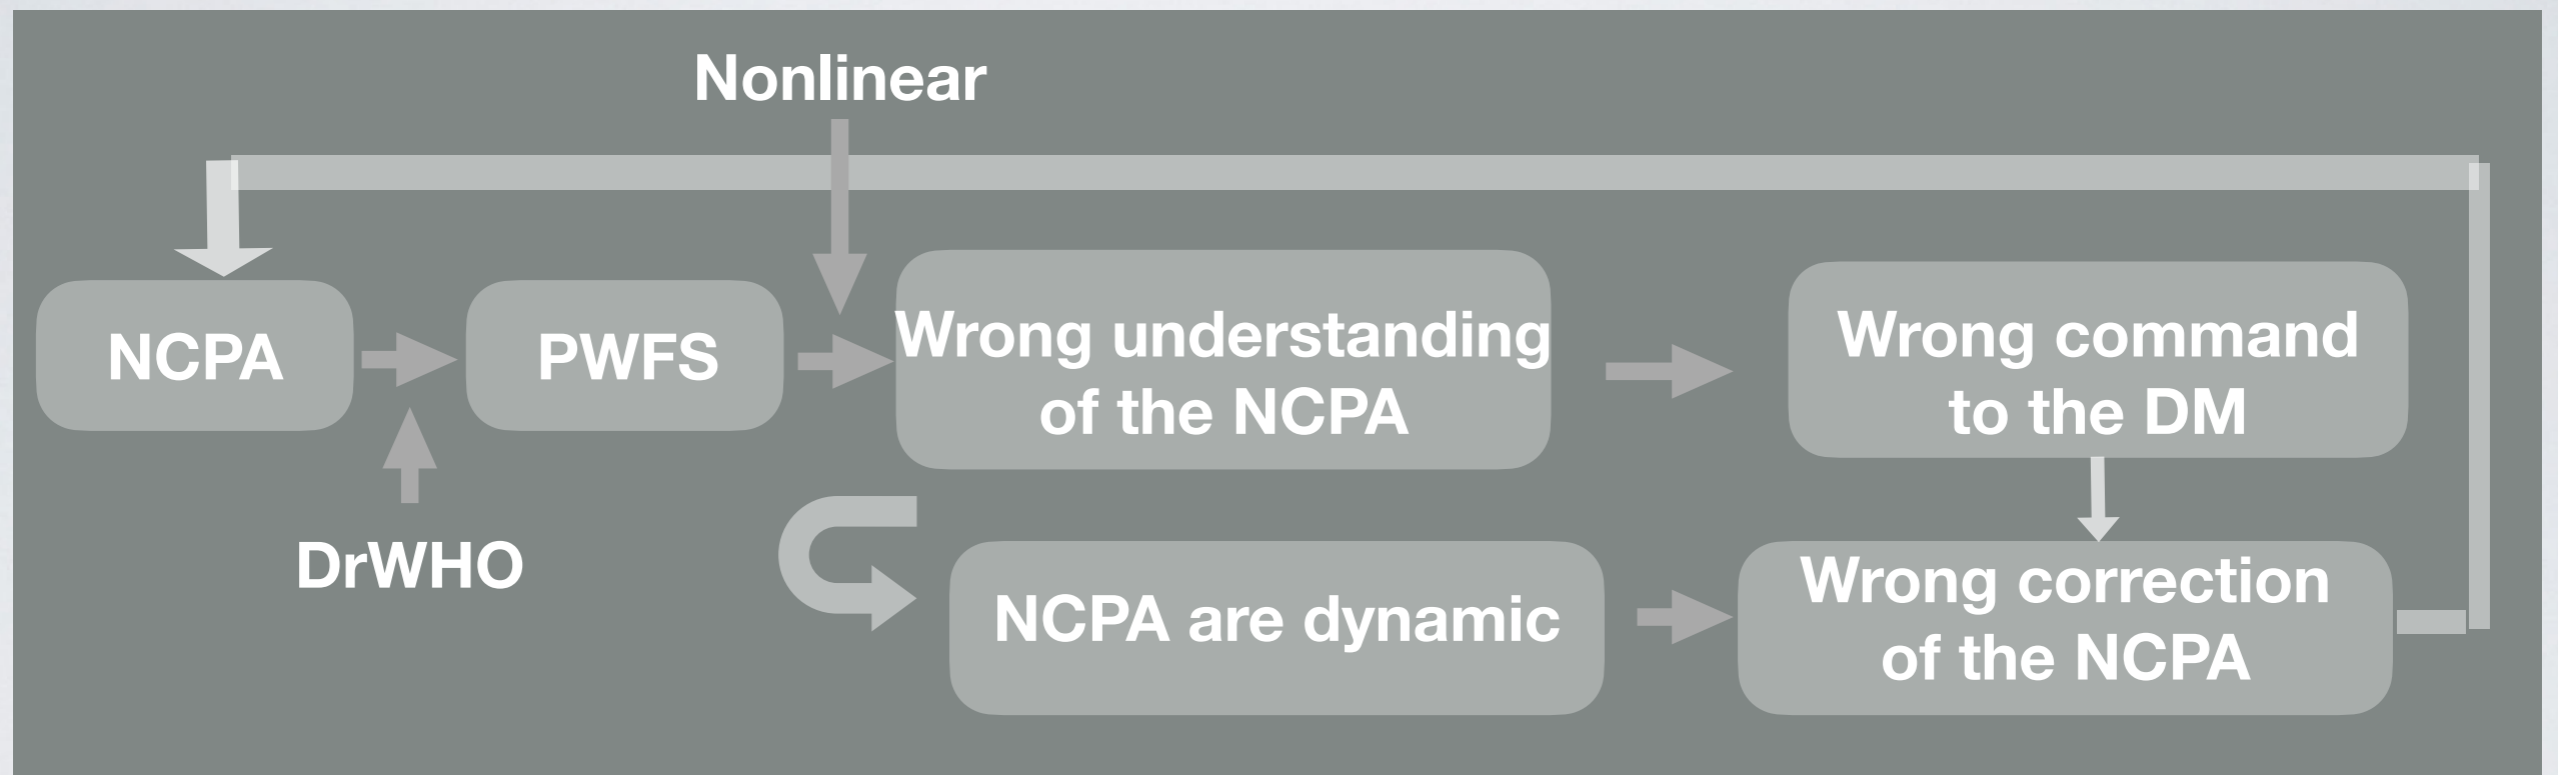 Nonlinear
NCPA
PWFS
Wrong understanding
of the NCPA
Wrong command
to the DM
DrWHO
NCPA are dynamic
Wrong correction
of the NCPA